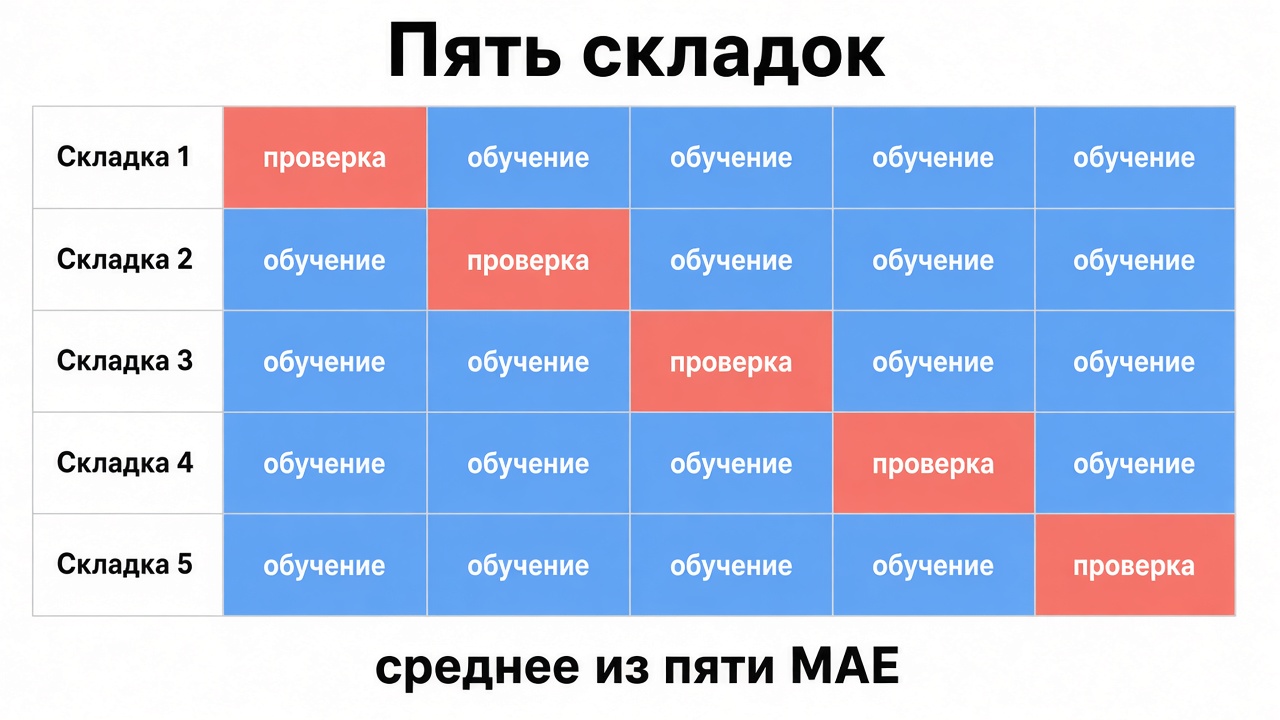 Пять складок
Складка 1 проверка обучение обучение обучение обучение
Складка 2 обучение проверка обучение обучение обучение
Складка 3 обучение обучение проверка обучение обучение
Складка 4 обучение обучение обучение проверка обучение
Складка 5 обучение обучение обучение обучение проверка
среднее из пяти MAE